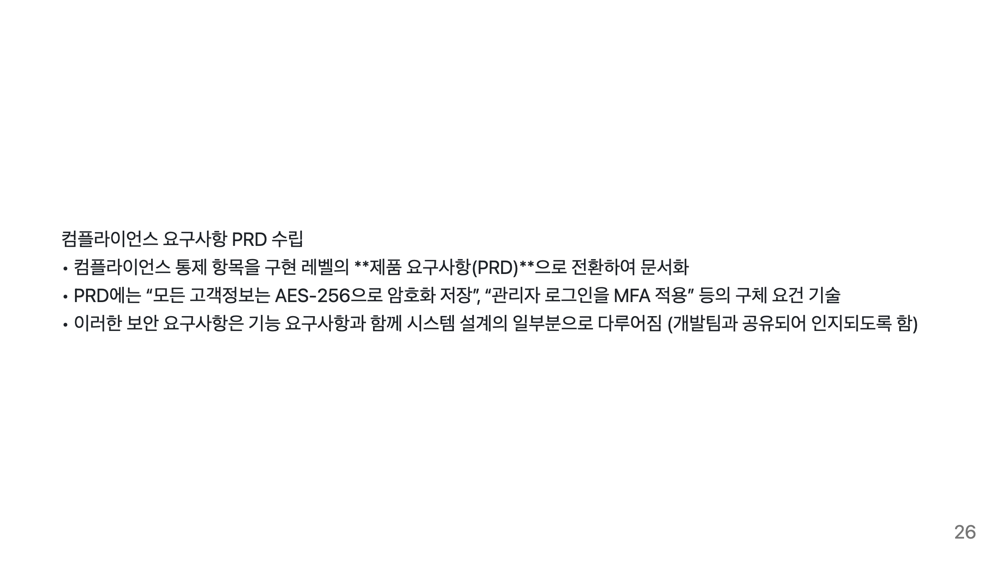 컴플라이언스 요구사항 PRD 수립
• 컴플라이언스 통제 항목을 구현 레벨의 **제품 요구사항(PRD)**으로 전환하여 문서화
• PRD에는 “모든 고객정보는 AES-256으로 암호화 저장”, “관리자 로그인을 MFA 적용” 등의 구체 요건 기술
• 이러한 보안 요구사항은 기능 요구사항과 함께 시스템 설계의 일부분으로 다루어짐 (개발팀과 공유되어 인지되도록 함)
26